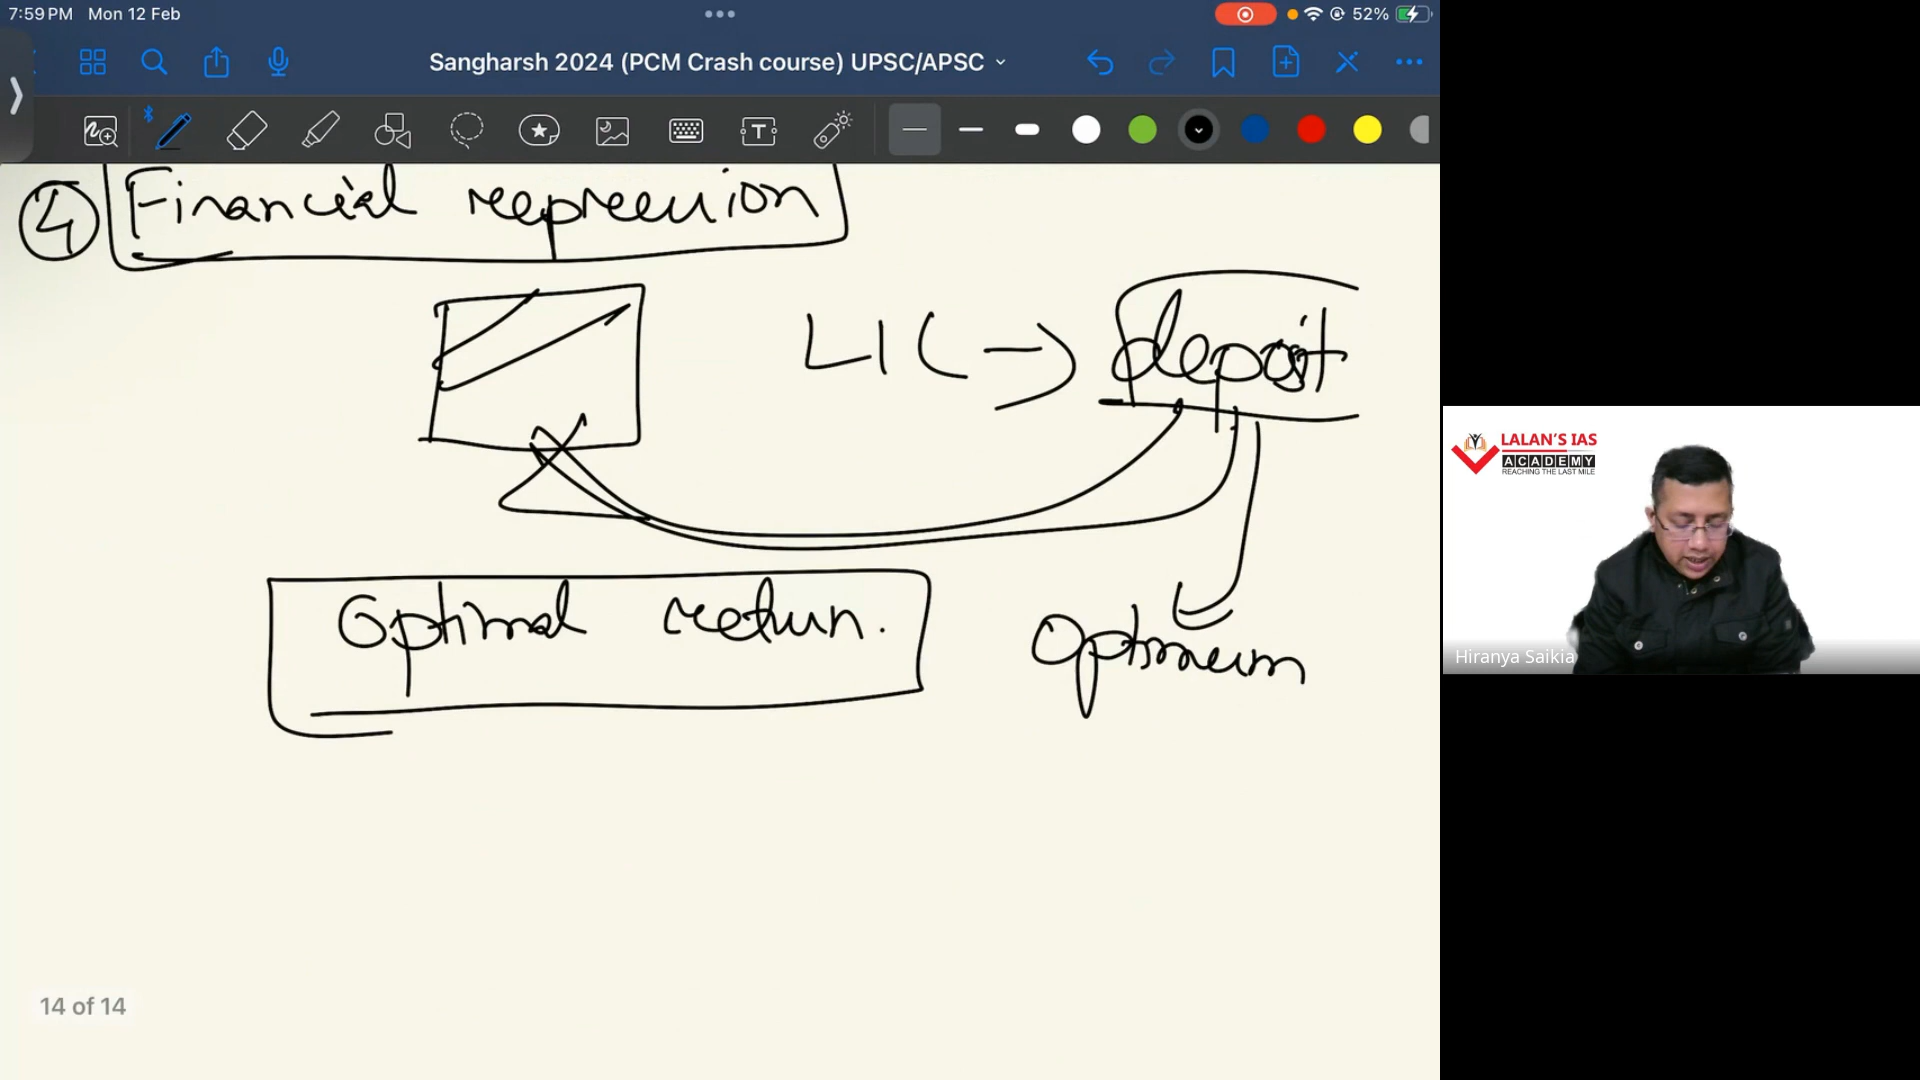 7:59 PM Mon 12 Feb
52%
Sangharsh 2024 (PCM Crash course) UPSC/APSC
④ Financial repression
LIC → deposit
Optimal return.
Optimum
14 of 14
LALAN'S IAS
ACADEMY
REACHING THE LAST MILE
Hiranya Saikia